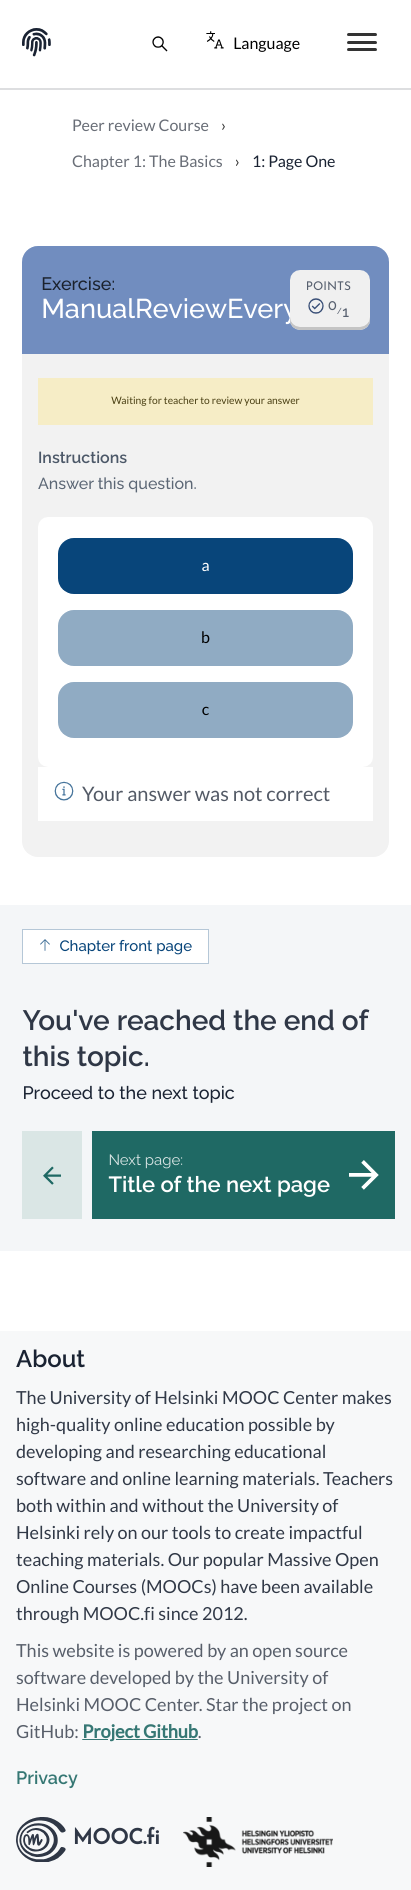 Language
Peer review Course ›
Chapter 1: The Basics › 1: Page One
Exercise:
ManualReviewEvery
POINTS
0/1
Waiting for teacher to review your answer
Instructions
Answer this question.
a
b
c
Your answer was not correct
Chapter front page
You've reached the end of
this topic.
Proceed to the next topic
Next page:
Title of the next page
About
The University of Helsinki MOOC Center makes
high-quality online education possible by
developing and researching educational
software and online learning materials. Teachers
both within and without the University of
Helsinki rely on our tools to create impactful
teaching materials. Our popular Massive Open
Online Courses (MOOCs) have been available
through MOOC.fi since 2012.
This website is powered by an open source
software developed by the University of
Helsinki MOOC Center. Star the project on
GitHub: Project Github.
Privacy
MOOC.fi
HELSINGIN YLIOPISTO
HELSINGFORS UNIVERSITET
UNIVERSITY OF HELSINKI